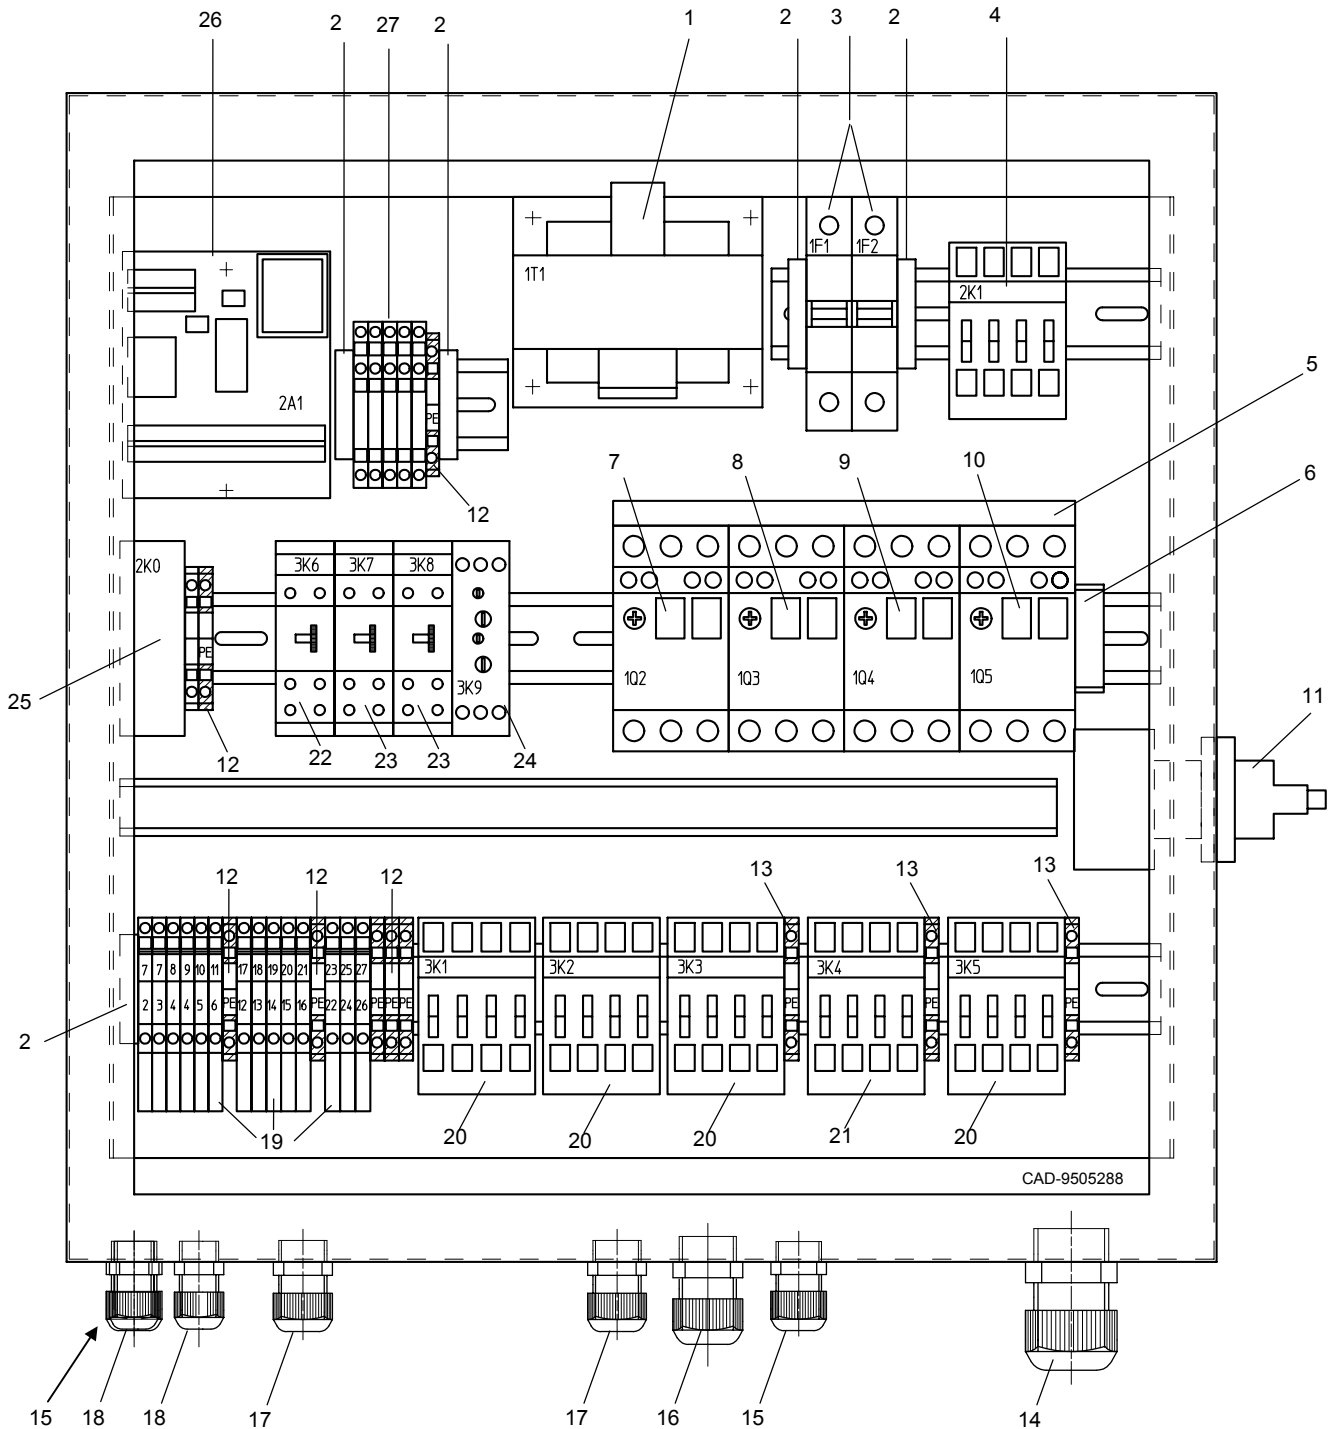 26 2 27 2 1 2 3 2 4
1F1 1F2
1T1 2K1
2A1
PE
5
7 8 9 10 6
12
2K0 3K6 3K7 3K8
PE
3K9 1Q2 1Q3 1Q4 1Q5
25 11
12 22 23 23 24
12 12 12 13 13 13
7 7 8 9 10 11 17 18 19 20 21 23 25 27 3K1 3K2 3K3 3K4 3K5
2 3 4 4 5 6 PE 12 13 14 15 16 PE 22 24 26 PE PE PE PE PE PE
2
19 20 20 20 21 20
CAD-9505288
15 18 18 17 17 16 15 14